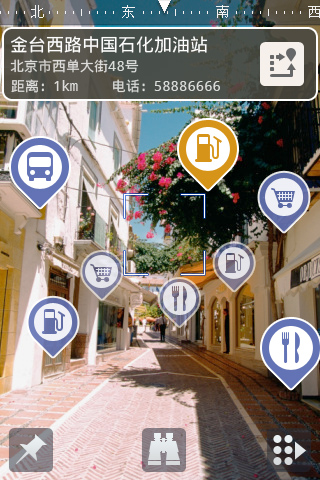 北 东 南 西
金台西路中国石化加油站
北京市西单大街48号
距离: 1km 电话: 58886666